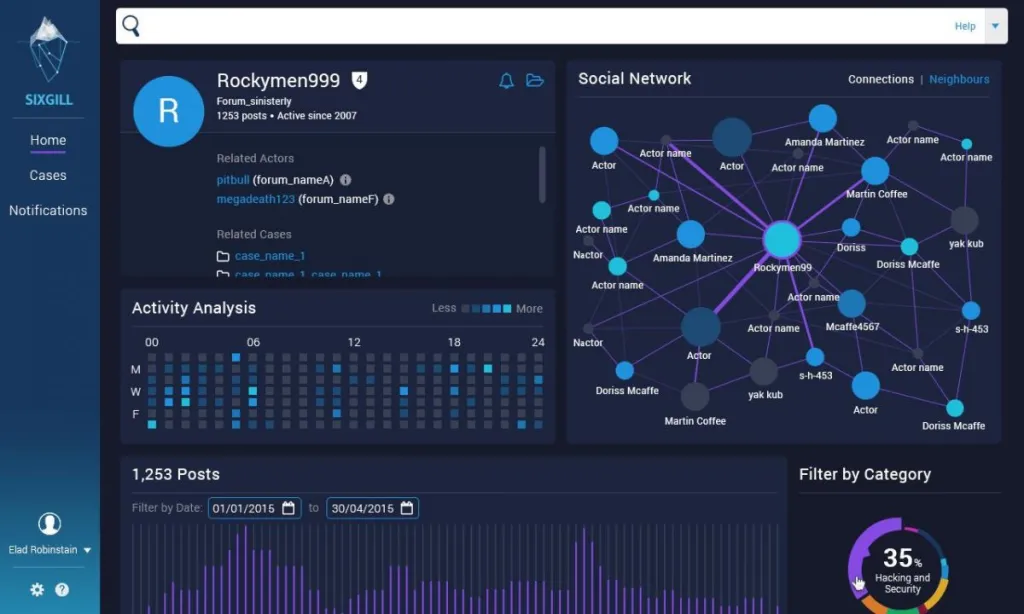 Help
SIXGILL
Home
Cases
Notifications
Elad Robinstain
R
Rockymen999 4
Forum_sinisterly
1253 posts • Active since 2007
Related Actors
pitbull (forum_nameA)
megadeath123 (forum_nameF)
Related Cases
case_name_1
case_name_1, case_name_1
Social Network
Connections | Neighbours
Actor
Actor name
Actor
Amanda Martinez
Actor name
Actor name
Actor name
Martin Coffee
Actor name
Actor name
Nactor
Amanda Martinez
Doriss
yak kub
Rockymen99
Doriss Mcaffe
Actor name
Actor name
Mcaffe4567
Actor name
s-h-453
Nactor
Actor
Actor name
s-h-453
Doriss Mcaffe
yak kub
Actor
Martin Coffee
Doriss Mcaffe
Activity Analysis
Less More
00 06 12 18 24
M
W
F
1,253 Posts
Filter by Date: 01/01/2015 to 30/04/2015
Filter by Category
35%
Hacking and
Security